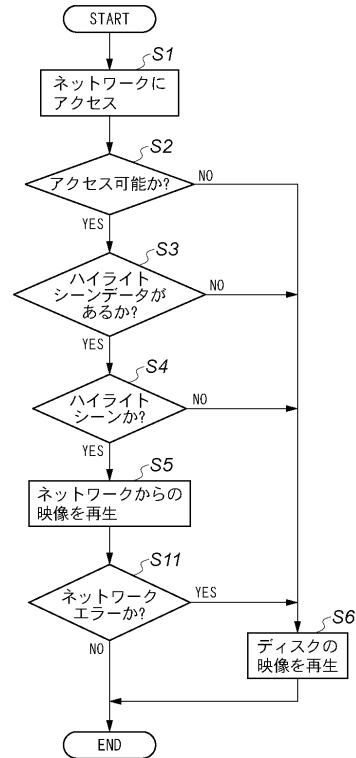 START
S1
ネットワークに
アクセス
S2
アクセス可能か?
NO
YES
S3
ハイライト
シーンデータが
あるか?
NO
YES
S4
ハイライト
シーンか?
NO
YES
S5
ネットワークからの
映像を再生
S11
ネットワーク
エラーか?
YES
NO
S6
ディスクの
映像を再生
END